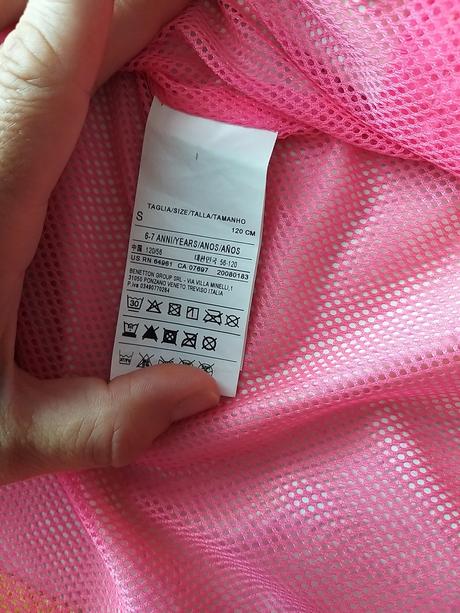 TAGLIA/SIZE/TALLA/TAMANHO
S 120 CM
6-7 ANNI/YEARS/ANOS/AÑOS
中国 120/56 대한민국 56-120
US RN 64961 CA 07697 20080183
BENETTON GROUP SRL - VIA VILLA MINELLI, 1
31050 PONZANO VENETO TREVISO ITALIA
P.iva 03490770264
30